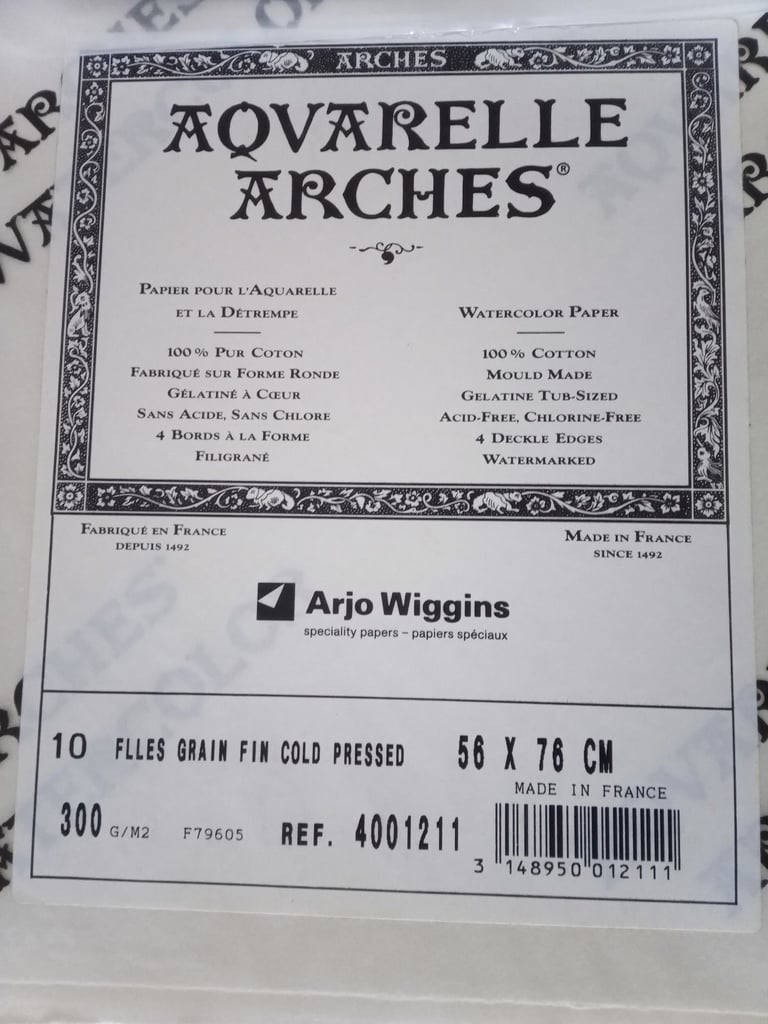 ARCHES
AQVARELLE
ARCHES®
PAPIER POUR L'AQUARELLE
ET LA DÉTREMPE
100% PUR COTON
FABRIQUÉ SUR FORME RONDE
GÉLATINÉ À CŒUR
SANS ACIDE, SANS CHLORE
4 BORDS À LA FORME
FILIGRANÉ
WATERCOLOR PAPER
100% COTTON
MOULD MADE
GELATINE TUB-SIZED
ACID-FREE, CHLORINE-FREE
4 DECKLE EDGES
WATERMARKED
FABRIQUÉ EN FRANCE
DEPUIS 1492
MADE IN FRANCE
SINCE 1492
Arjo Wiggins
speciality papers – papiers spéciaux
10 FLLES GRAIN FIN COLD PRESSED 56 X 76 CM
MADE IN FRANCE
300 G/M2 F79605 REF. 4001211
3 148950 012111